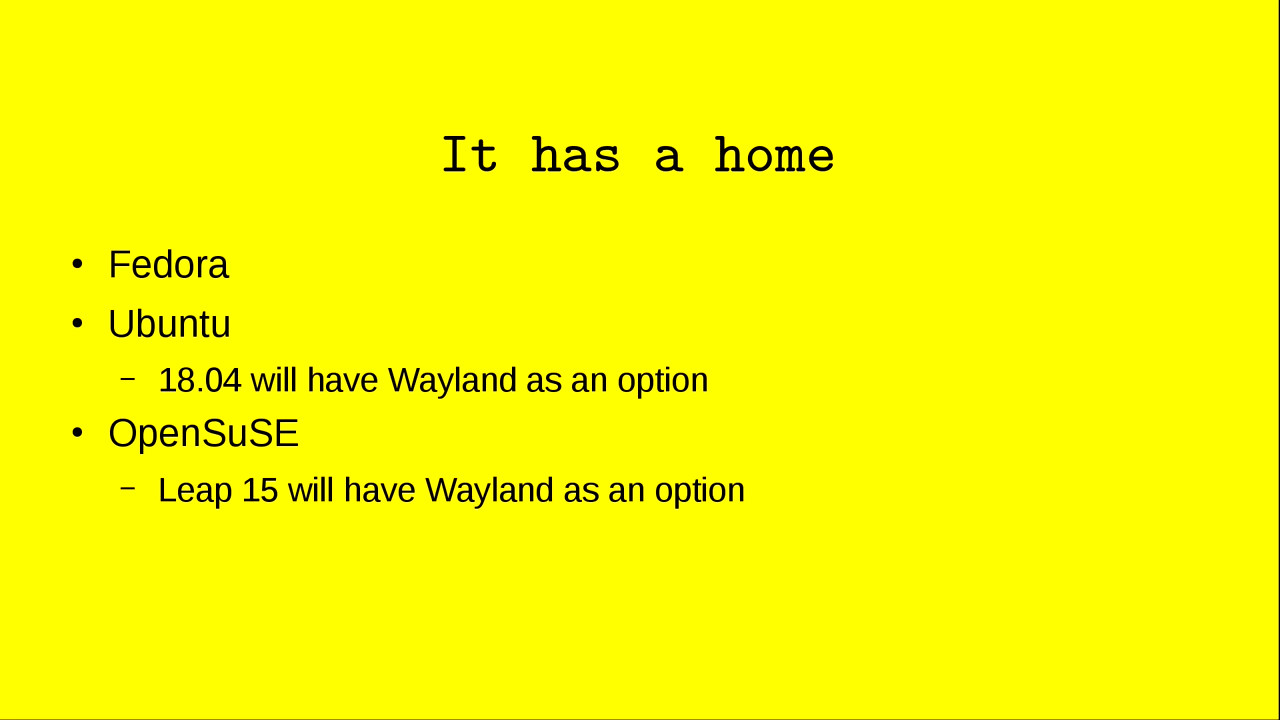 It has a home
• Fedora
• Ubuntu
– 18.04 will have Wayland as an option
• OpenSuSE
– Leap 15 will have Wayland as an option